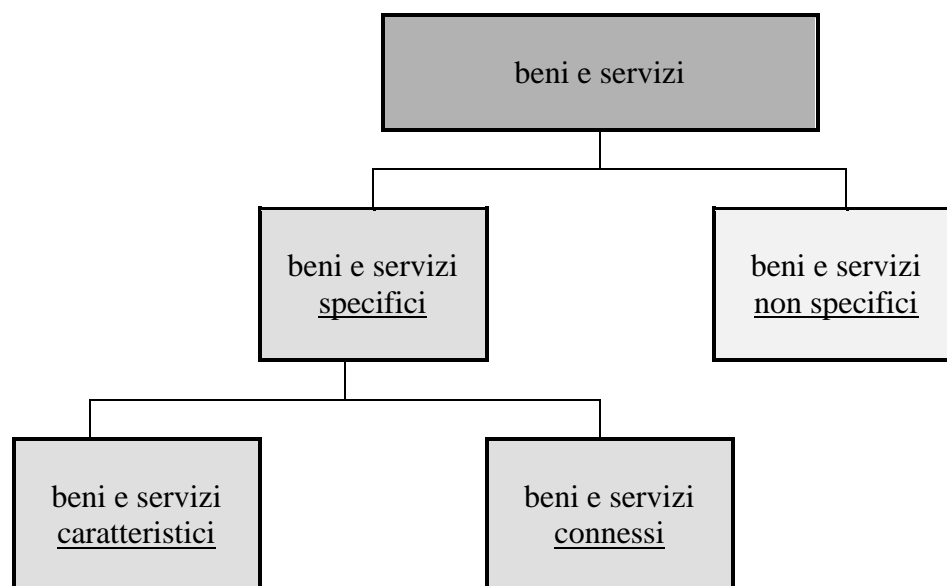 beni e servizi
beni e servizi
specifici
beni e servizi
non specifici
beni e servizi
caratteristici
beni e servizi
connessi